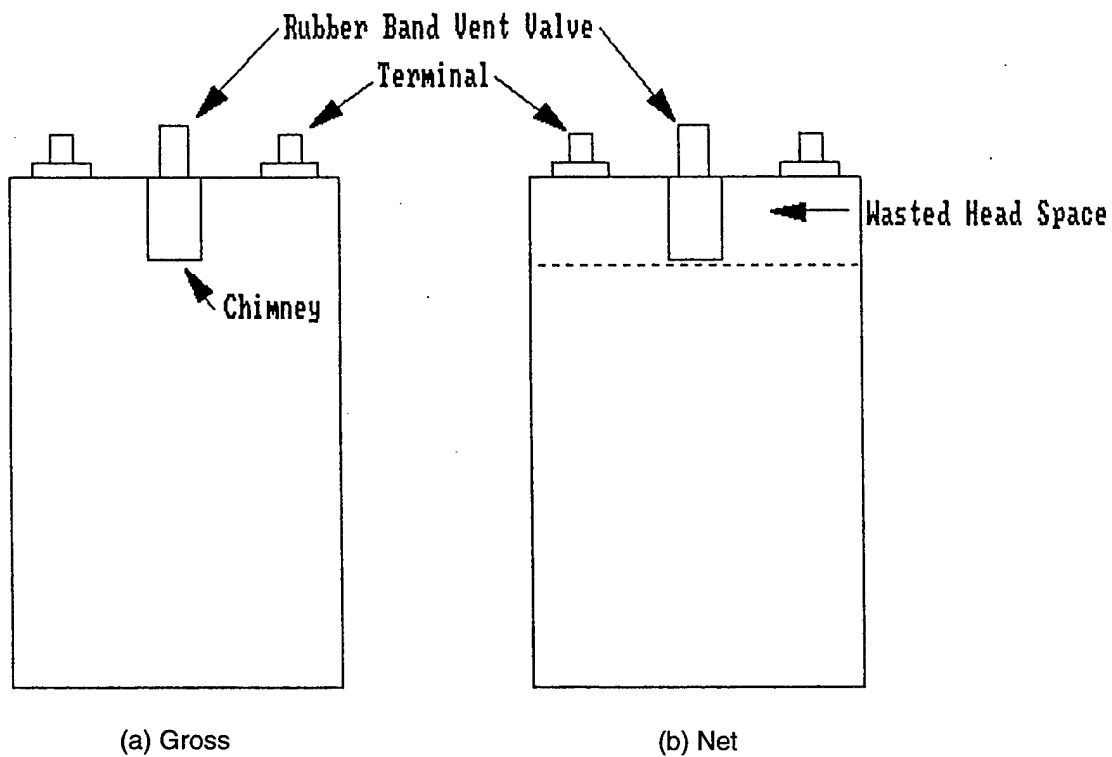 Rubber Band Vent Valve
Terminal
Wasted Head Space
Chimney
(a) Gross
(b) Net